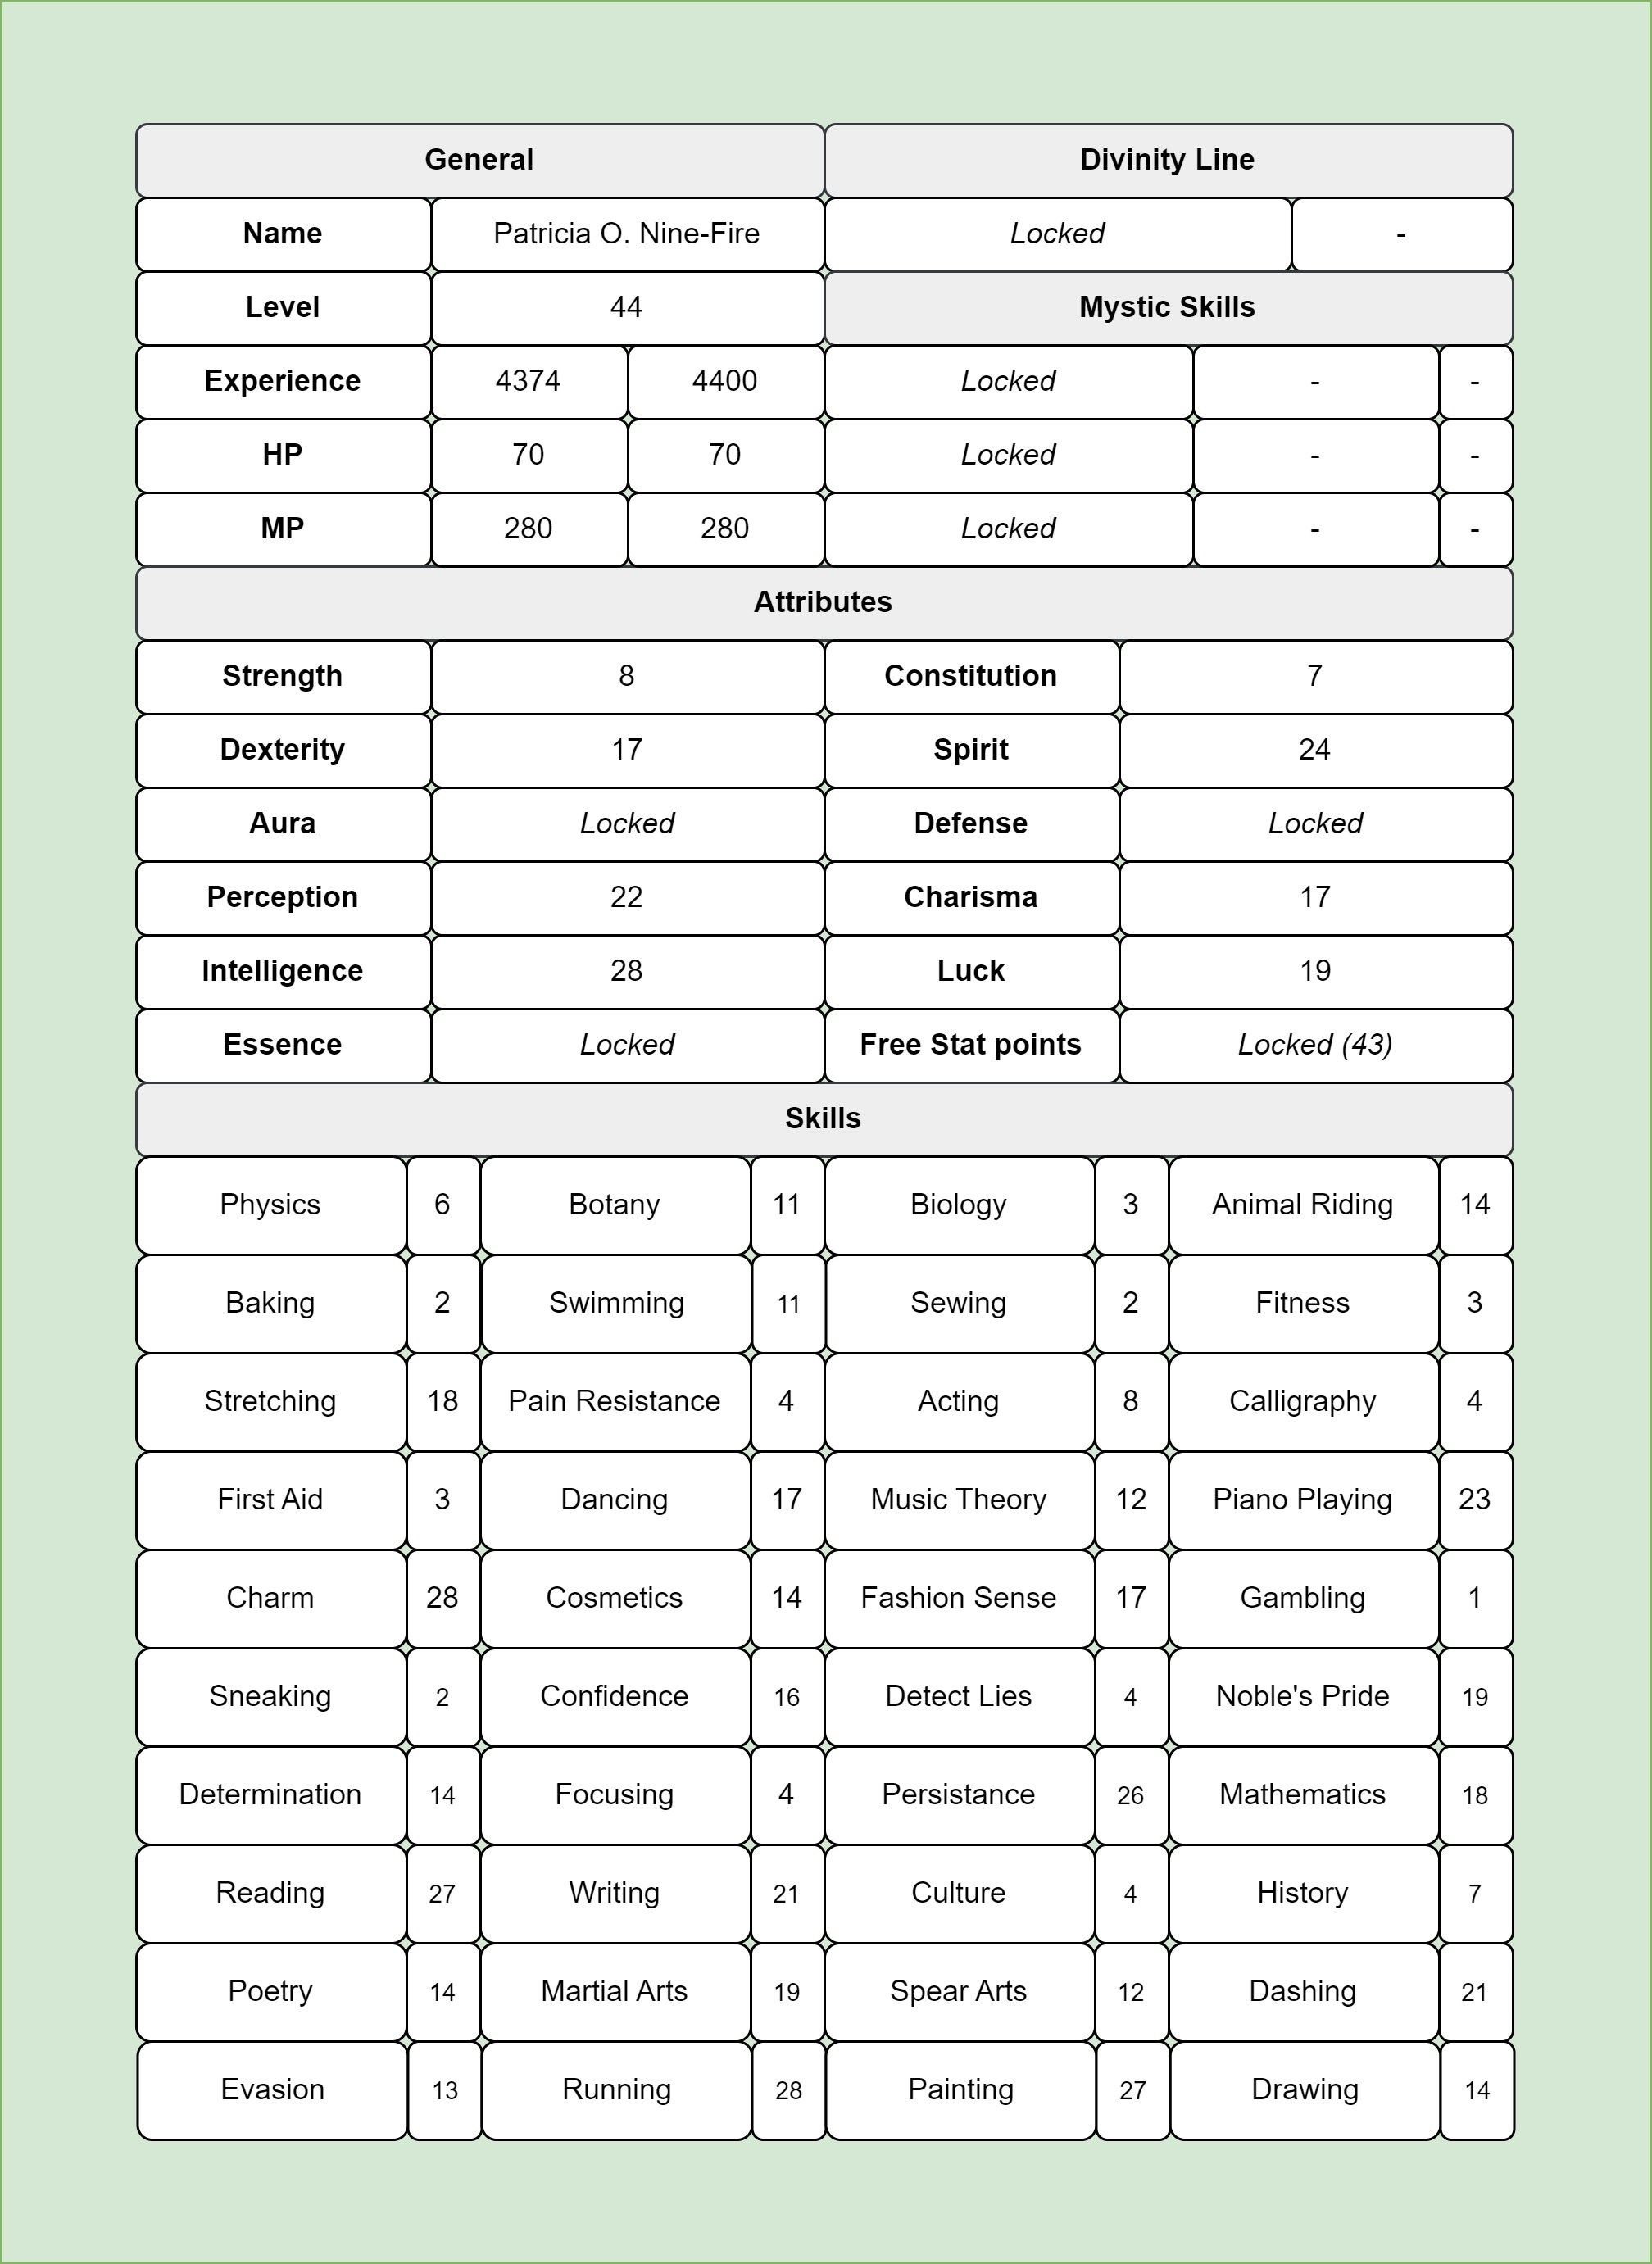 General Divinity Line
Name Patricia O. Nine-Fire Locked -
Level 44 Mystic Skills
Experience 4374 4400 Locked - -
HP 70 70 Locked - -
MP 280 280 Locked - -
Attributes
Strength 8 Constitution 7
Dexterity 17 Spirit 24
Aura Locked Defense Locked
Perception 22 Charisma 17
Intelligence 28 Luck 19
Essence Locked Free Stat points Locked (43)
Skills
Physics 6 Botany 11 Biology 3 Animal Riding 14
Baking 2 Swimming 11 Sewing 2 Fitness 3
Stretching 18 Pain Resistance 4 Acting 8 Calligraphy 4
First Aid 3 Dancing 17 Music Theory 12 Piano Playing 23
Charm 28 Cosmetics 14 Fashion Sense 17 Gambling 1
Sneaking 2 Confidence 16 Detect Lies 4 Noble's Pride 19
Determination 14 Focusing 4 Persistance 26 Mathematics 18
Reading 27 Writing 21 Culture 4 History 7
Poetry 14 Martial Arts 19 Spear Arts 12 Dashing 21
Evasion 13 Running 28 Painting 27 Drawing 14